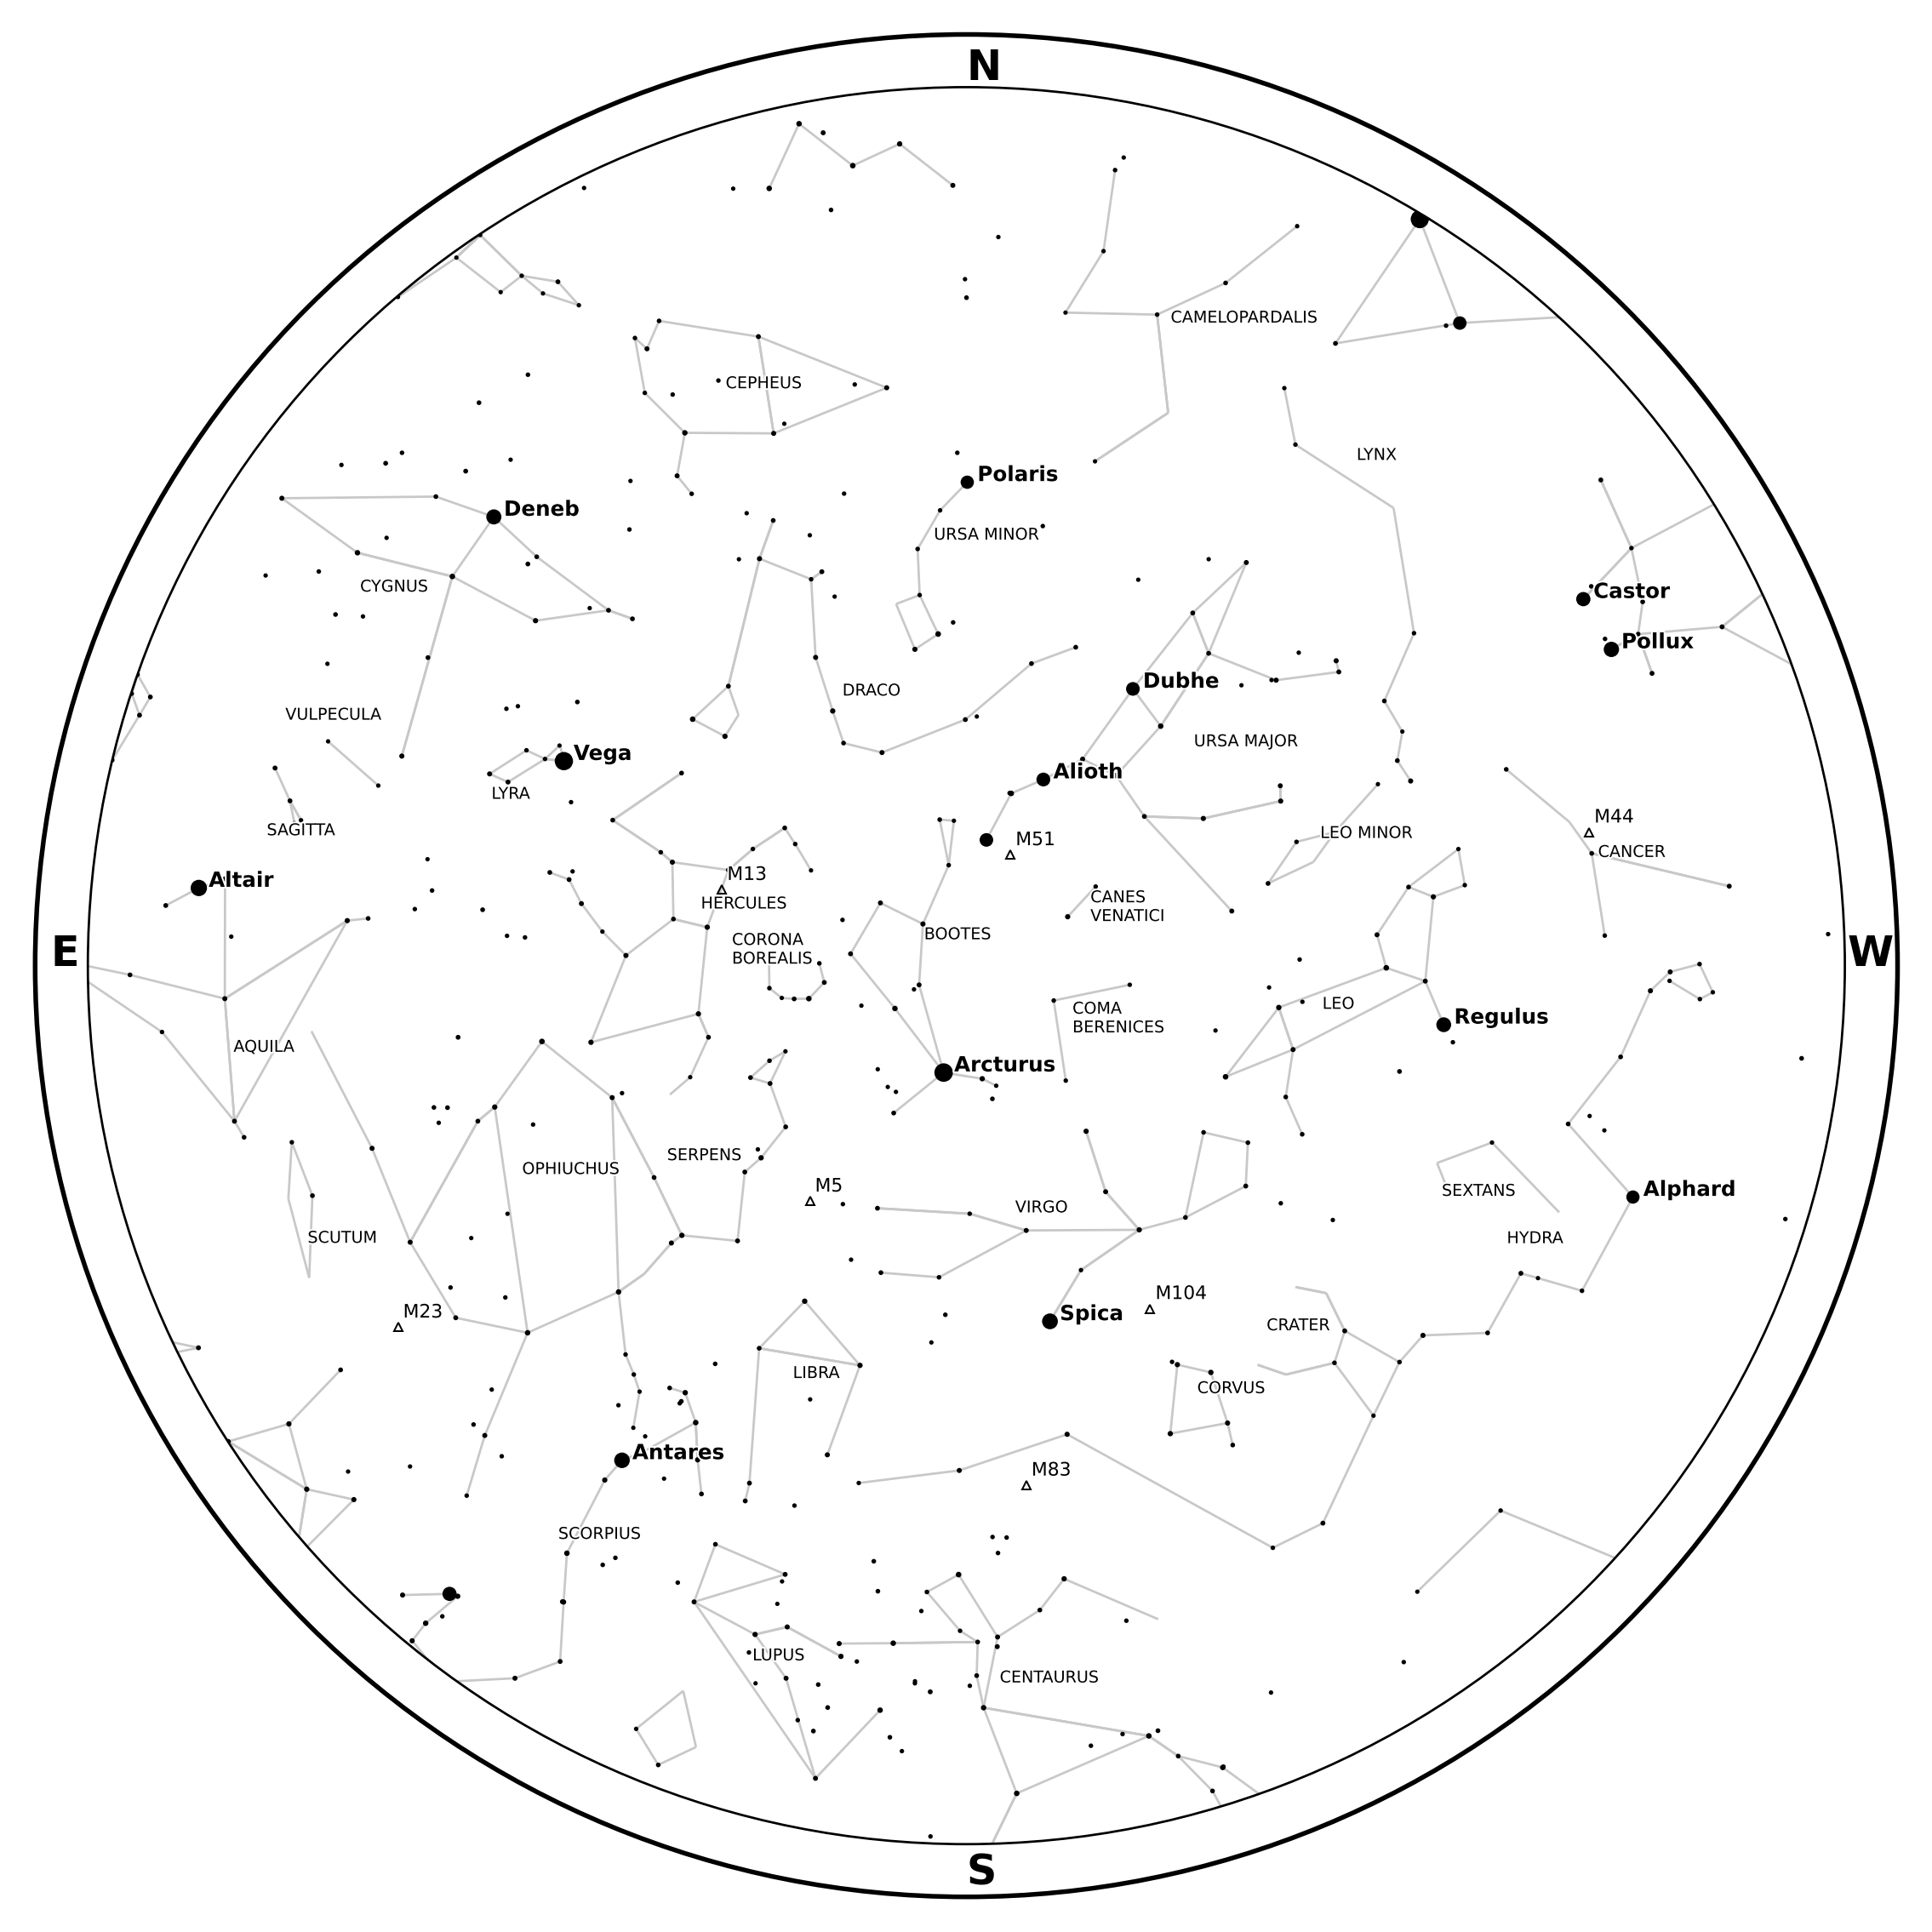 N
CAMELOPARDALIS
CEPHEUS
LYNX
Polaris
Deneb
URSA MINOR
CYGNUS
Castor
Pollux
Dubhe
DRACO
VULPECULA
URSA MAJOR
Vega
Alioth
LYRA
M44
SAGITTA
LEO MINOR
M51
CANCER
M13
Altair
HERCULES
CANES
VENATICI
BOOTES
CORONA
BOREALIS
E
W
LEO
COMA
BERENICES
Regulus
AQUILA
Arcturus
SERPENS
OPHIUCHUS
M5
SEXTANS
Alphard
VIRGO
SCUTUM
HYDRA
M104
M23
Spica
CRATER
LIBRA
CORVUS
Antares
M83
SCORPIUS
LUPUS
CENTAURUS
S